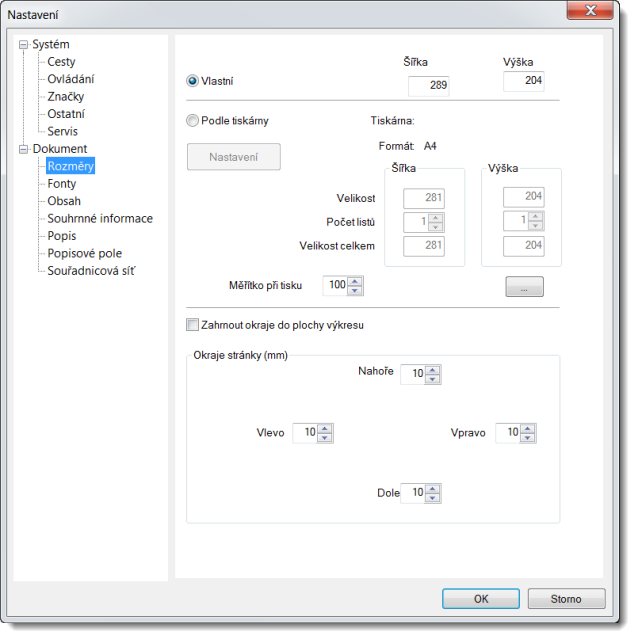 Nastavení
Systém
Cesty
Ovládání
Značky
Ostatní
Servis
Dokument
Rozměry
Fonty
Obsah
Souhrnné informace
Popis
Popisové pole
Souřadnicová síť
Šířka Výška
Vlastní 289 204
Podle tiskárny Tiskárna:
Nastavení Formát: A4
Šířka Výška
Velikost 281 204
Počet listů 1 1
Velikost celkem 281 204
Měřítko při tisku 100 ...
Zahrnout okraje do plochy výkresu
Okraje stránky (mm)
Nahoře 10
Vlevo 10 Vpravo 10
Dole 10
OK Storno